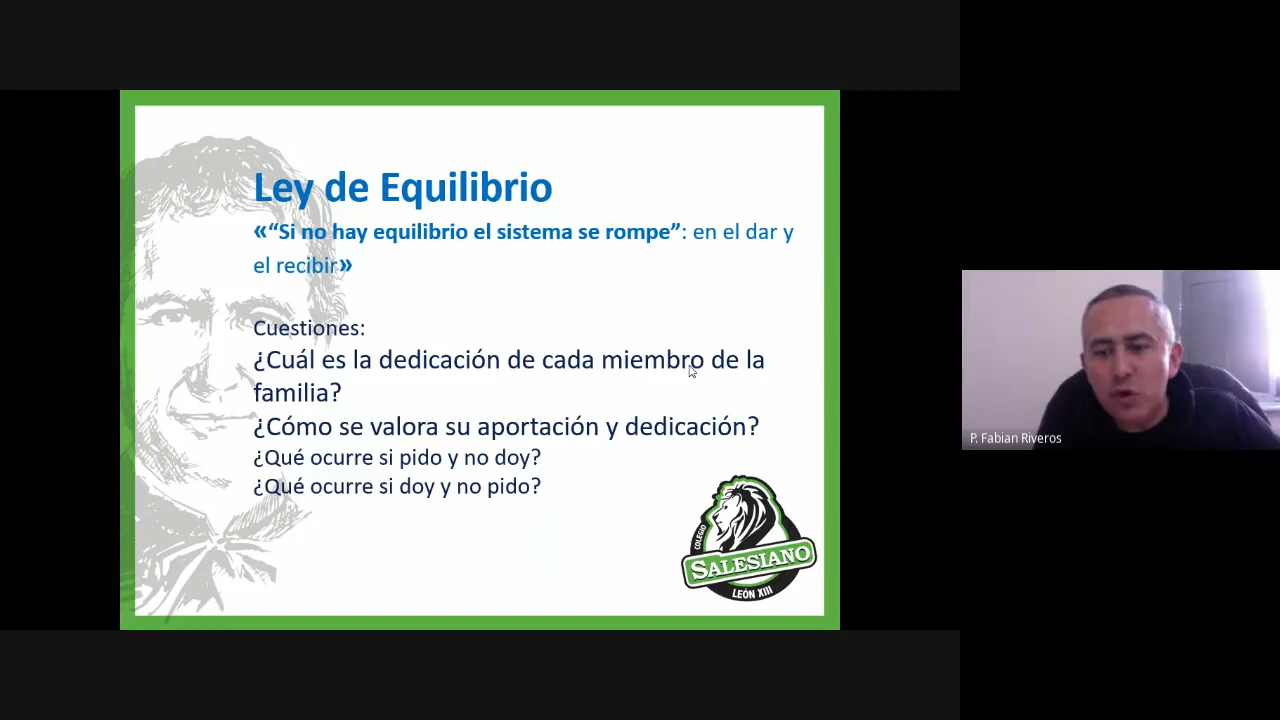 Ley de Equilibrio
«“Si no hay equilibrio el sistema se rompe”: en el dar y
el recibir»
Cuestiones:
¿Cuál es la dedicación de cada miembro de la
familia?
¿Cómo se valora su aportación y dedicación?
¿Qué ocurre si pido y no doy?
¿Qué ocurre si doy y no pido?
COLEGIO
SALESIANO
LEÓN XIII
P. Fabian Riveros